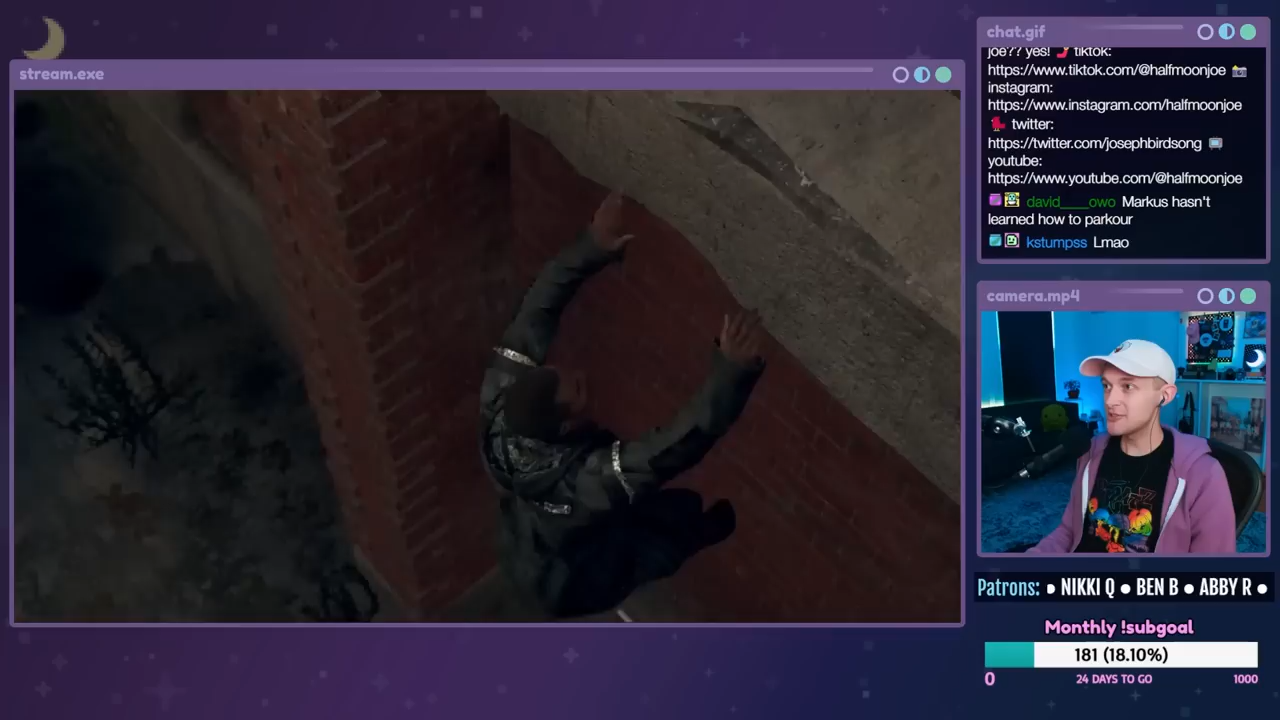 stream.exe
chat.gif
joe?? yes! tiktok:
https://www.tiktok.com/@halfmoonjoe
instagram:
https://www.instagram.com/halfmoonjoe
twitter:
https://twitter.com/josephbirdsong
youtube:
https://www.youtube.com/@halfmoonjoe
david____owo Markus hasn't
learned how to parkour
kstumpss Lmao
camera.mp4
Patrons: • NIKKI Q • BEN B • ABBY R •
Monthly !subgoal
181 (18.10%)
0 24 DAYS TO GO 1000